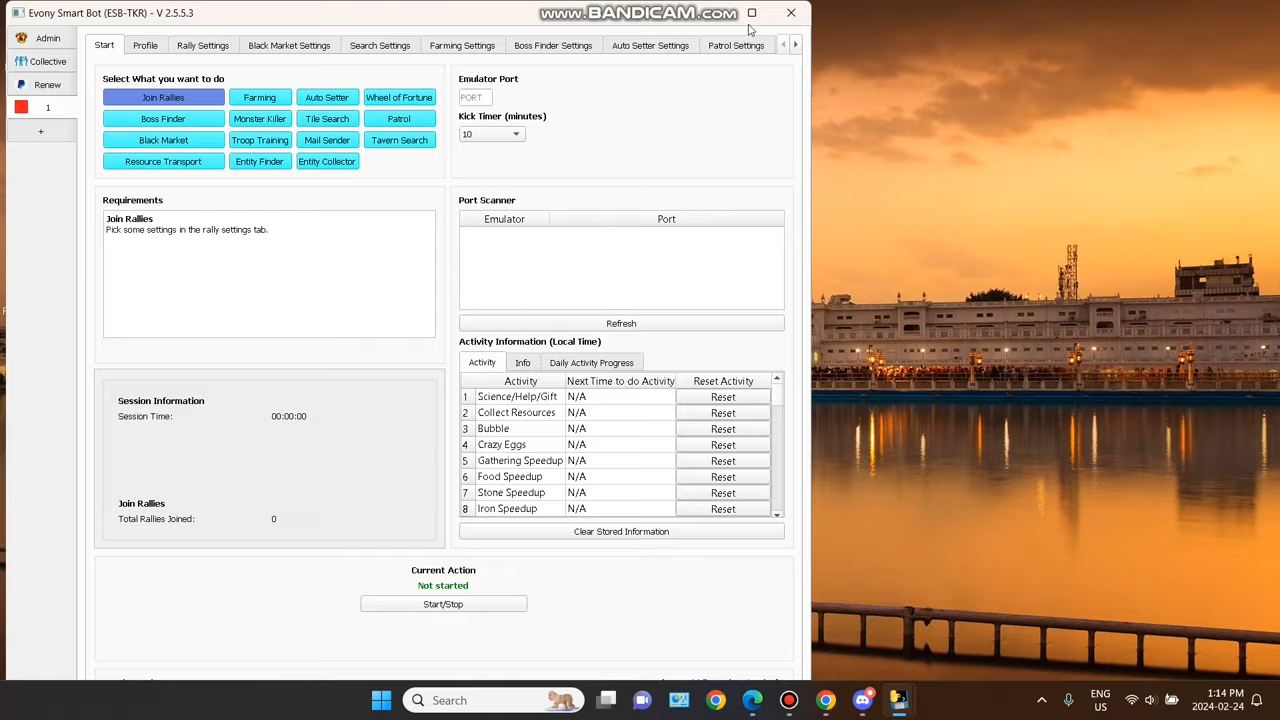 Evony Smart Bot (ESB-TKR) - V 2.5.5.3
www.BANDICAM.com
Admin
Collective
Renew
1
+
Start
Profile
Rally Settings
Black Market Settings
Search Settings
Farming Settings
Boss Finder Settings
Auto Setter Settings
Patrol Settings
Select What you want to do
Join Rallies
Farming
Auto Setter
Wheel of Fortune
Boss Finder
Monster Killer
Tile Search
Patrol
Black Market
Troop Training
Mail Sender
Tavern Search
Resource Transport
Entity Finder
Entity Collector
Emulator Port
PORT
Kick Timer (minutes)
10
Requirements
Join Rallies
Pick some settings in the rally settings tab.
Port Scanner
Emulator
Port
Refresh
Activity Information (Local Time)
Activity
Info
Daily Activity Progress
Activity
Next Time to do Activity
Reset Activity
1 Science/Help/Gift N/A Reset
2 Collect Resources N/A Reset
3 Bubble N/A Reset
4 Crazy Eggs N/A Reset
5 Gathering Speedup N/A Reset
6 Food Speedup N/A Reset
7 Stone Speedup N/A Reset
8 Iron Speedup N/A Reset
Clear Stored Information
Session Information
Session Time: 00:00:00
Join Rallies
Total Rallies Joined: 0
Current Action
Not started
Start/Stop
Search
ENG
US
1:14 PM
2024-02-24